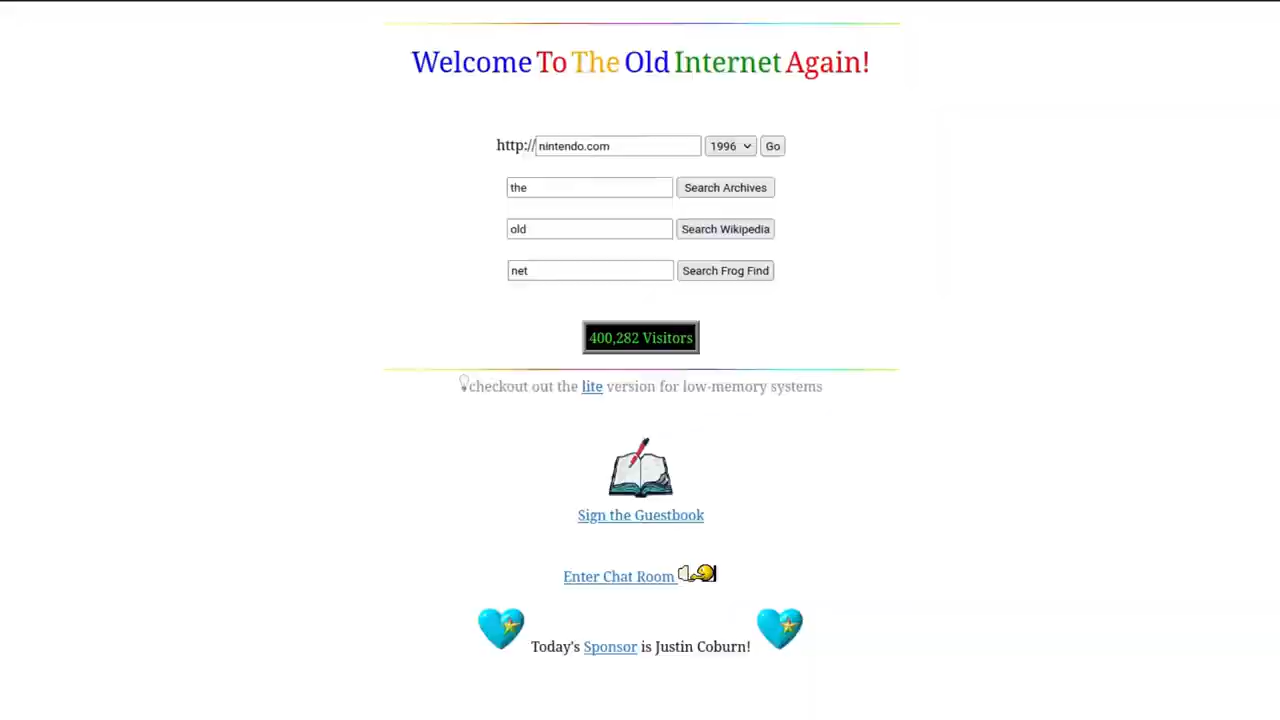 Welcome To The Old Internet Again!
http:// nintendo.com 1996 Go
the Search Archives
old Search Wikipedia
net Search Frog Find
400,282 Visitors
checkout out the lite version for low-memory systems
Sign the Guestbook
Enter Chat Room
Today's Sponsor is Justin Coburn!